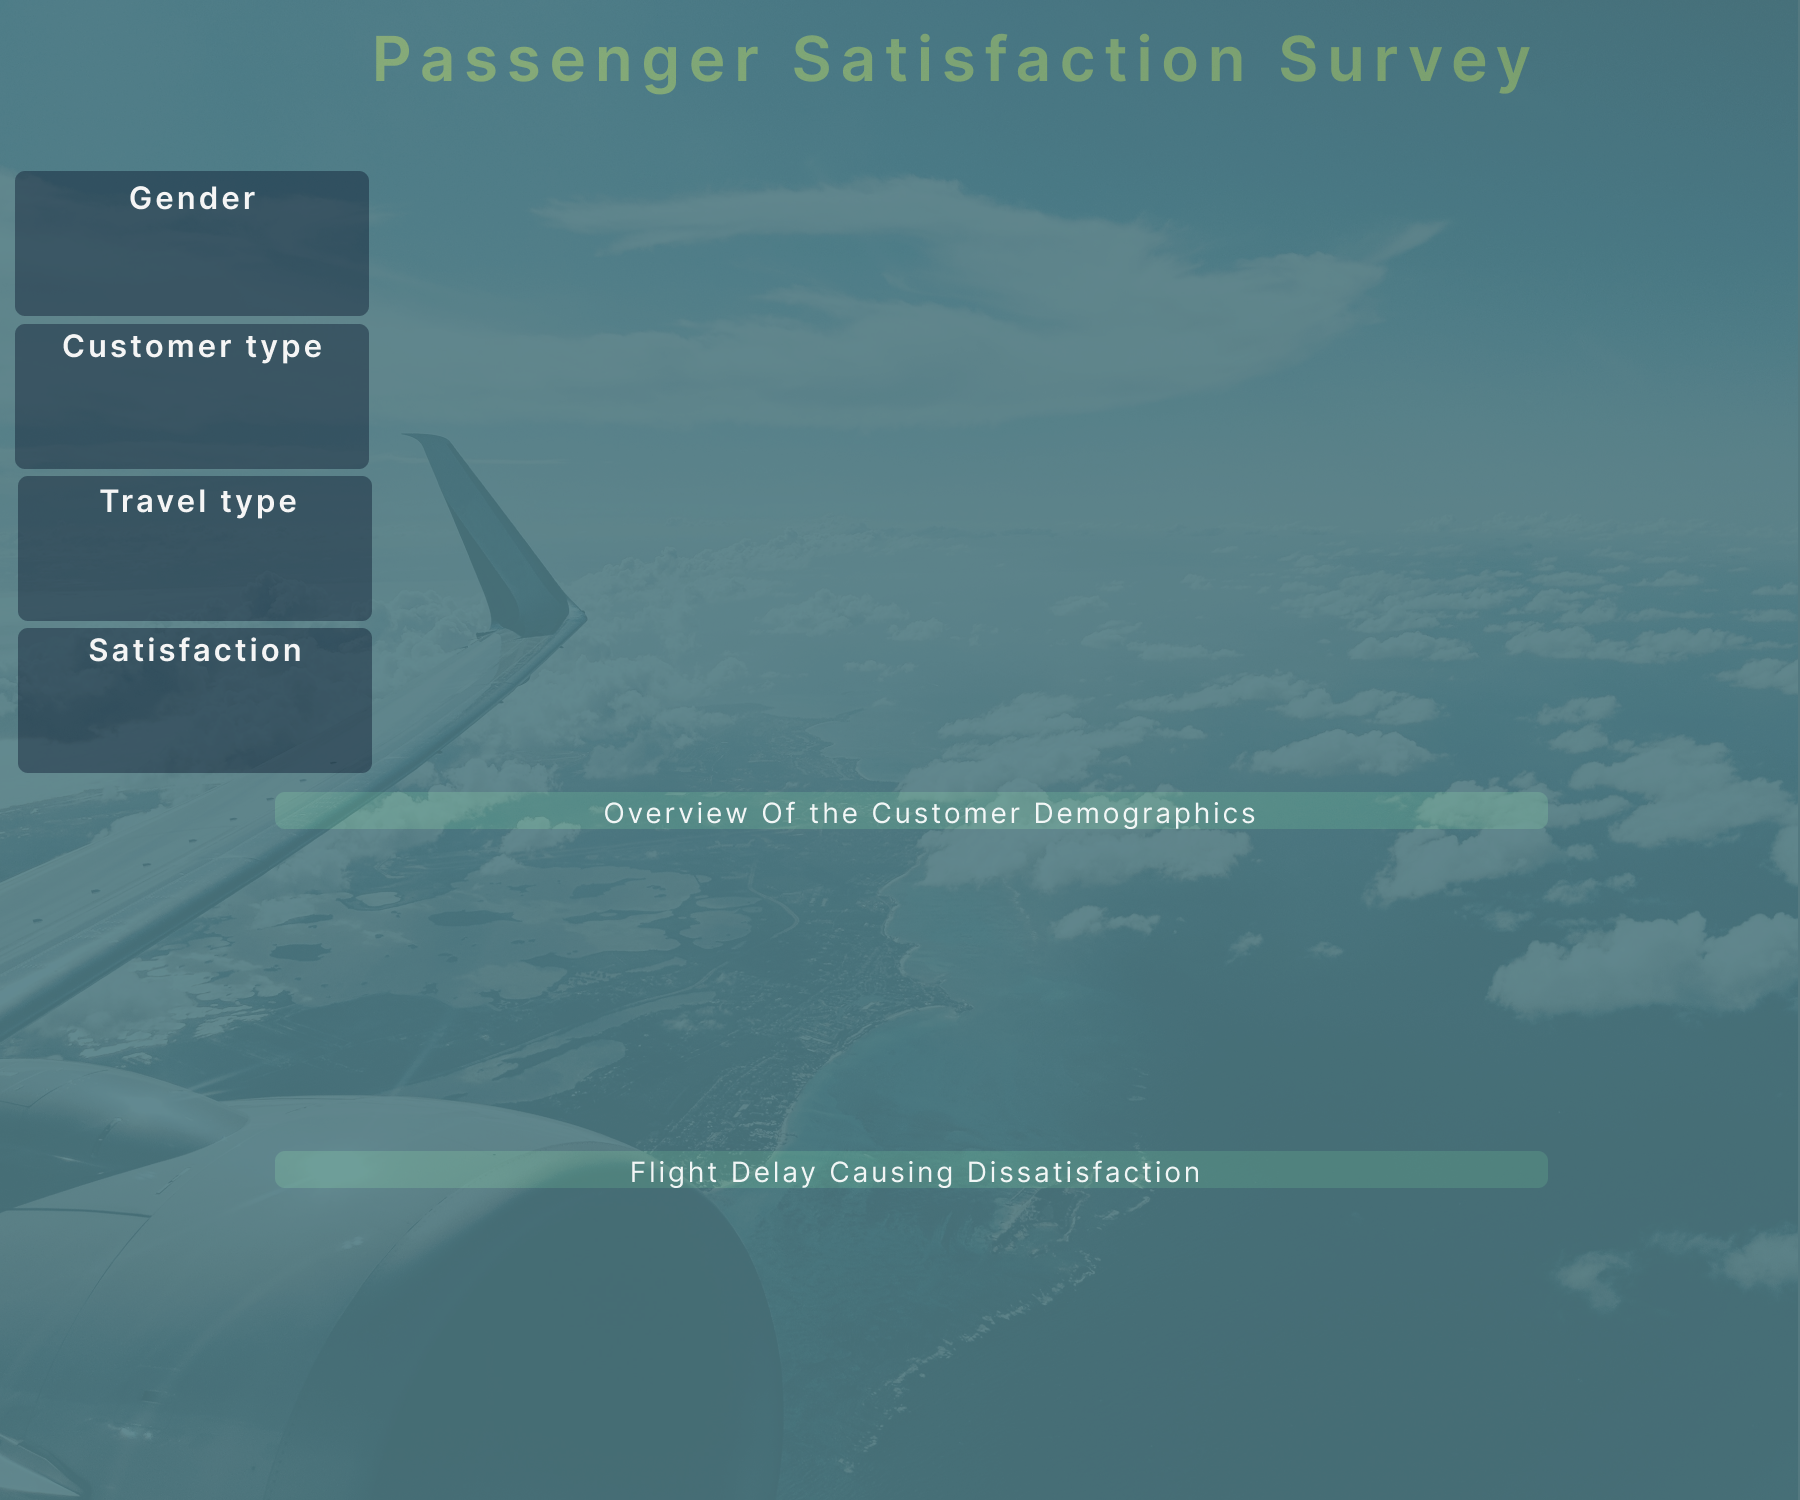 Passenger Satisfaction Survey
Gender
Customer type
Travel type
Satisfaction
Overview Of the Customer Demographics
Flight Delay Causing Dissatisfaction